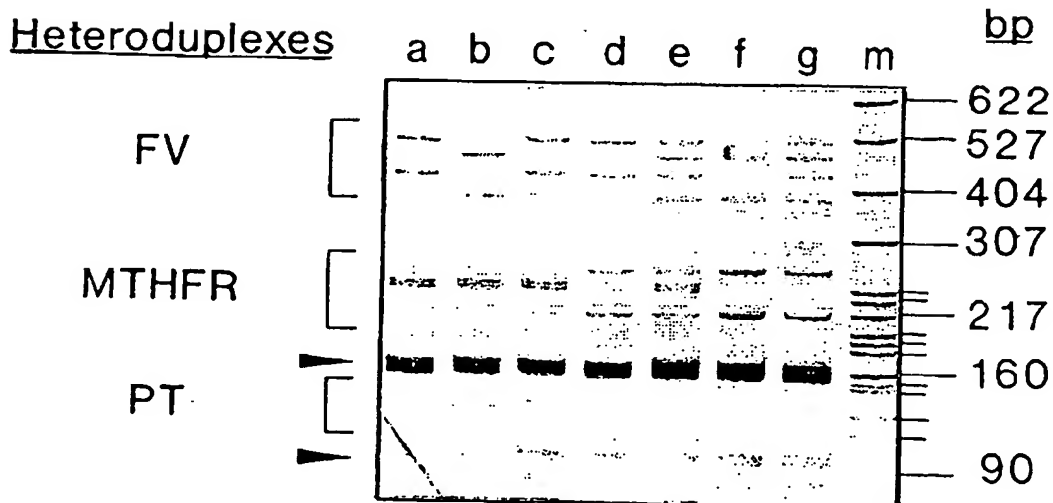 Heteroduplexes
a b c d e f g m
bp
FV
MTHFR
PT
622
527
404
307
217
160
90